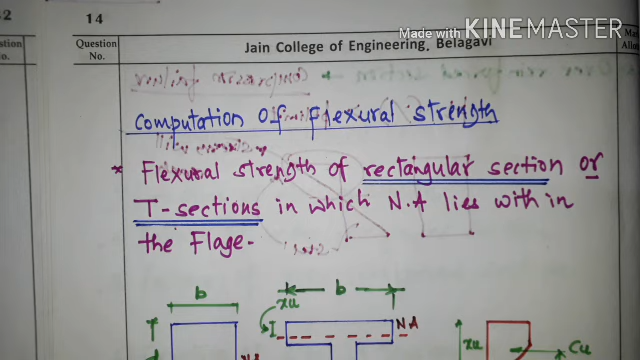 Made with KINEMASTER
14
Question No.
Jain College of Engineering, Belagavi
Computation Of Flexural strength
* Flexural strength of rectangular section or
T-sections in which N.A lies with in
the Flage-
b
b
xu
NA
xu
Cu